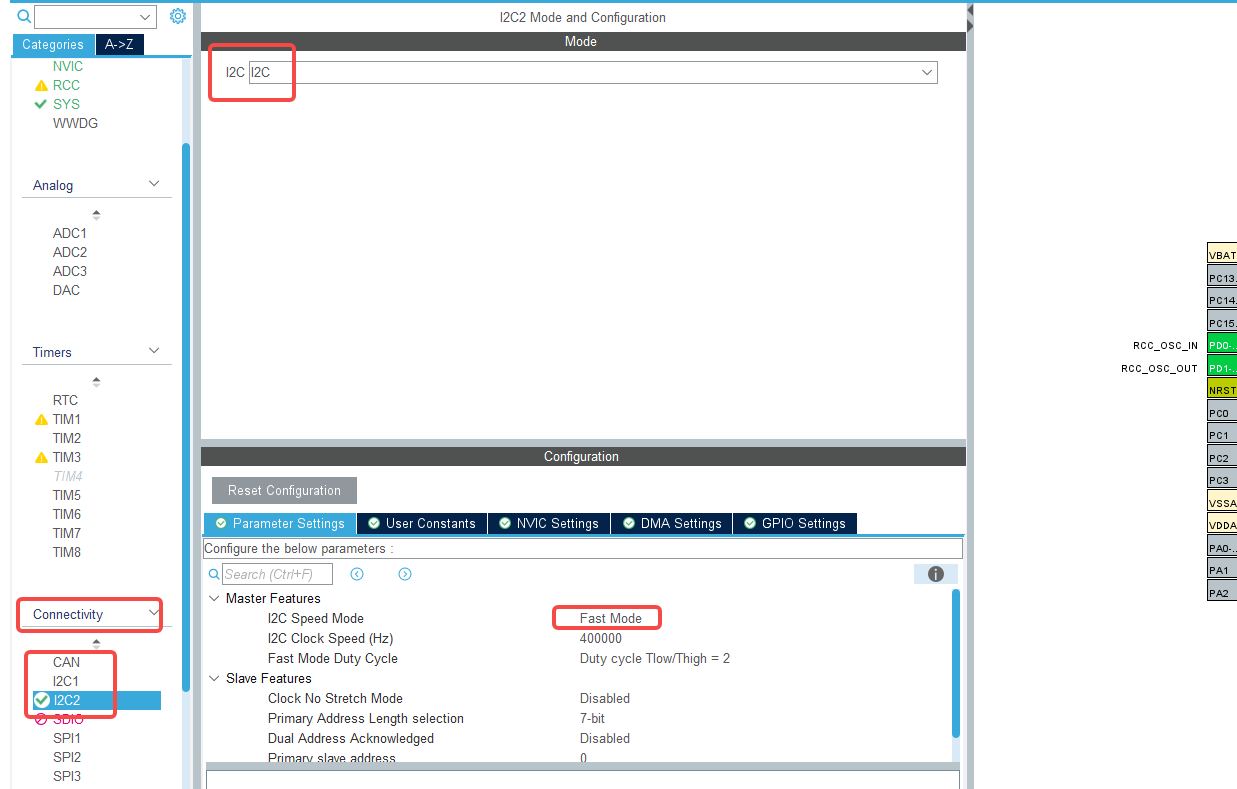 I2C2 Mode and Configuration
Categories A->Z
Mode
NVIC
RCC
SYS
WWDG
I2C I2C
Analog
ADC1
ADC2
ADC3
DAC
Timers
RTC
TIM1
TIM2
TIM3
TIM4
TIM5
TIM6
TIM7
TIM8
Connectivity
CAN
I2C1
I2C2
SDIO
SPI1
SPI2
SPI3
Configuration
Reset Configuration
Parameter Settings User Constants NVIC Settings DMA Settings GPIO Settings
Configure the below parameters :
Search (Ctrl+F)
Master Features
I2C Speed Mode Fast Mode
I2C Clock Speed (Hz) 400000
Fast Mode Duty Cycle Duty cycle Tlow/Thigh = 2
Slave Features
Clock No Stretch Mode Disabled
Primary Address Length selection 7-bit
Dual Address Acknowledged Disabled
Primary slave address 0
VBAT
PC13..
PC14..
PC15..
RCC_OSC_IN PD0-..
RCC_OSC_OUT PD1-..
NRST
PC0
PC1
PC2
PC3
VSSA
VDDA
PA0-..
PA1
PA2